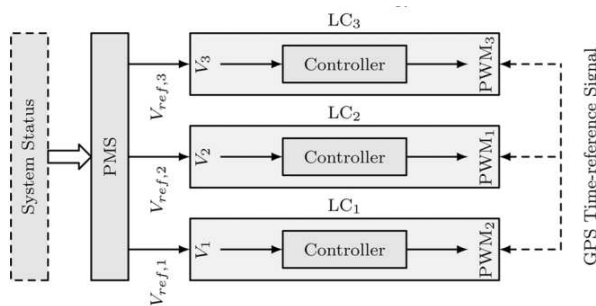 System Status
PMS
LC3
Vref,3
V3
Controller
PWM3
LC2
Vref,2
V2
Controller
PWM1
LC1
Vref,1
V1
Controller
PWM2
GPS Time-reference Signal